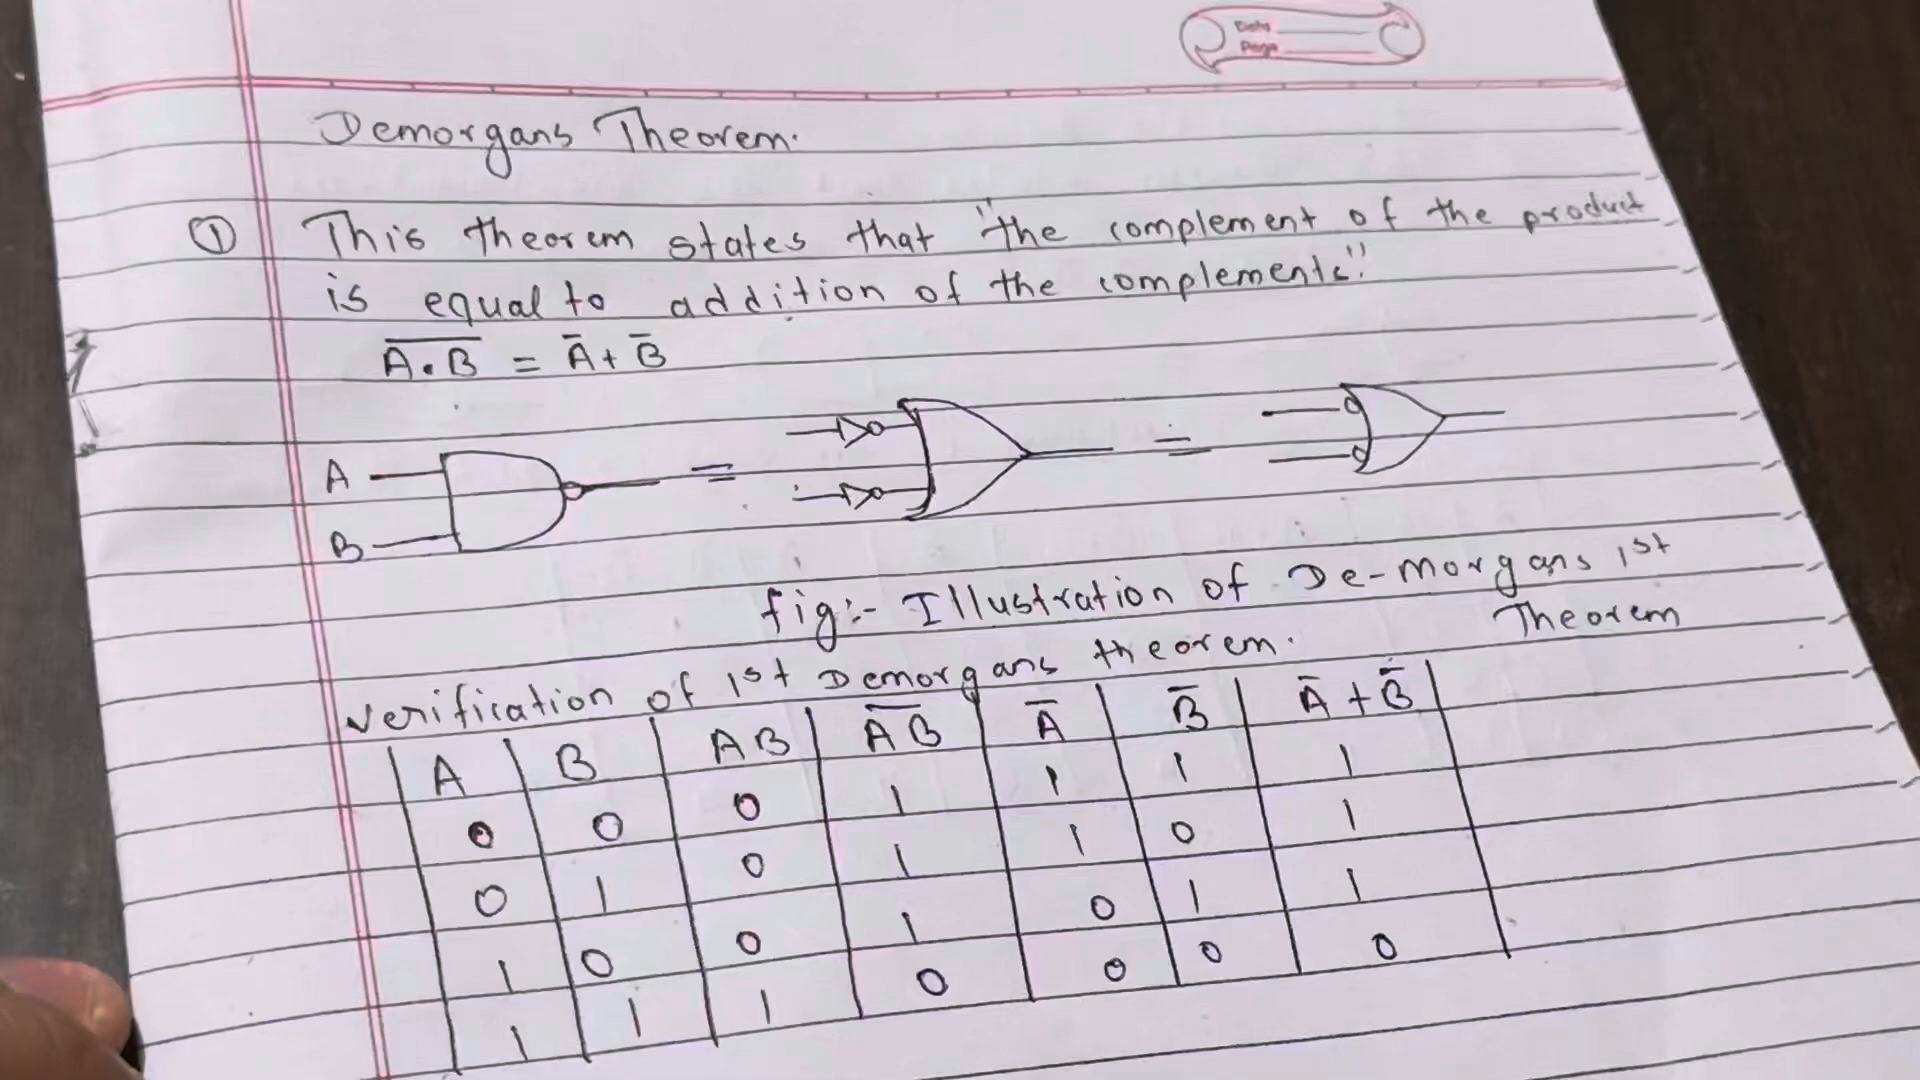 Date
Page
Demorgans Theorem.
① This theorem states that "the complement of the product
is equal to addition of the complements".
A̅.̅B̅ = A̅ + B̅
A
B
= =
fig:- Illustration of De-morgans 1st
Theorem
verification of 1st Demorgans theorem.
A B AB A̅B̅ A̅ B̅ A̅ + B̅
0 0 0 1 1 1 1
0 1 0 1 1 0 1
1 0 0 1 0 1 1
1 1 1 0 0 0 0